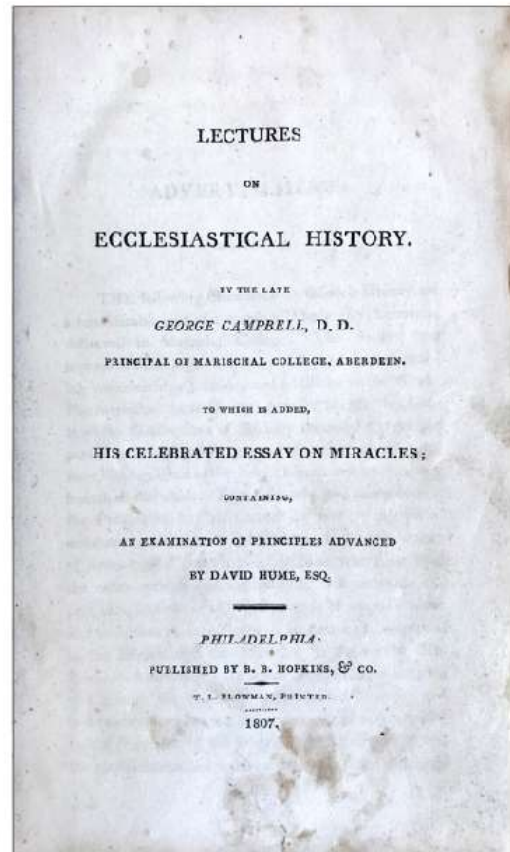 LECTURES
ON
ECCLESIASTICAL HISTORY.
BY THE LATE
GEORGE CAMPBELL, D. D.
PRINCIPAL OF MARISCHAL COLLEGE, ABERDEEN.
TO WHICH IS ADDED,
HIS CELEBRATED ESSAY ON MIRACLES;
CONTAINING,
AN EXAMINATION OF PRINCIPLES ADVANCED
BY DAVID HUME, ESQ.
PHILADELPHIA
PUBLISHED BY B. B. HOPKINS, & CO.
T. L. PLOWMAN, PRINTER.
1807.